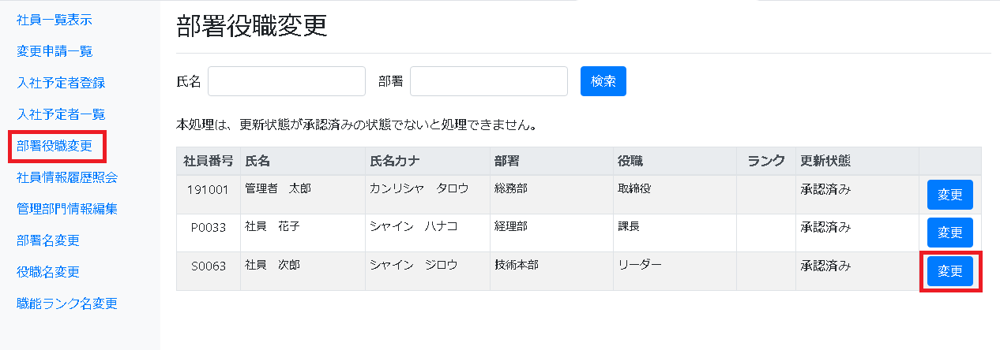 社員一覧表示
変更申請一覧
入社予定者登録
入社予定者一覧
部署役職変更
社員情報履歴照会
管理部門情報編集
部署名変更
役職名変更
職能ランク名変更
部署役職変更
氏名 部署 検索
本処理は、更新状態が承認済みの状態でないと処理できません。
社員番号 氏名 氏名カナ 部署 役職 ランク 更新状態
191001 管理者　太郎 カンリシャ　タロウ 総務部 取締役 承認済み 変更
P0033 社員　花子 シャイン　ハナコ 経理部 課長 承認済み 変更
S0063 社員　次郎 シャイン　ジロウ 技術本部 リーダー 承認済み 変更